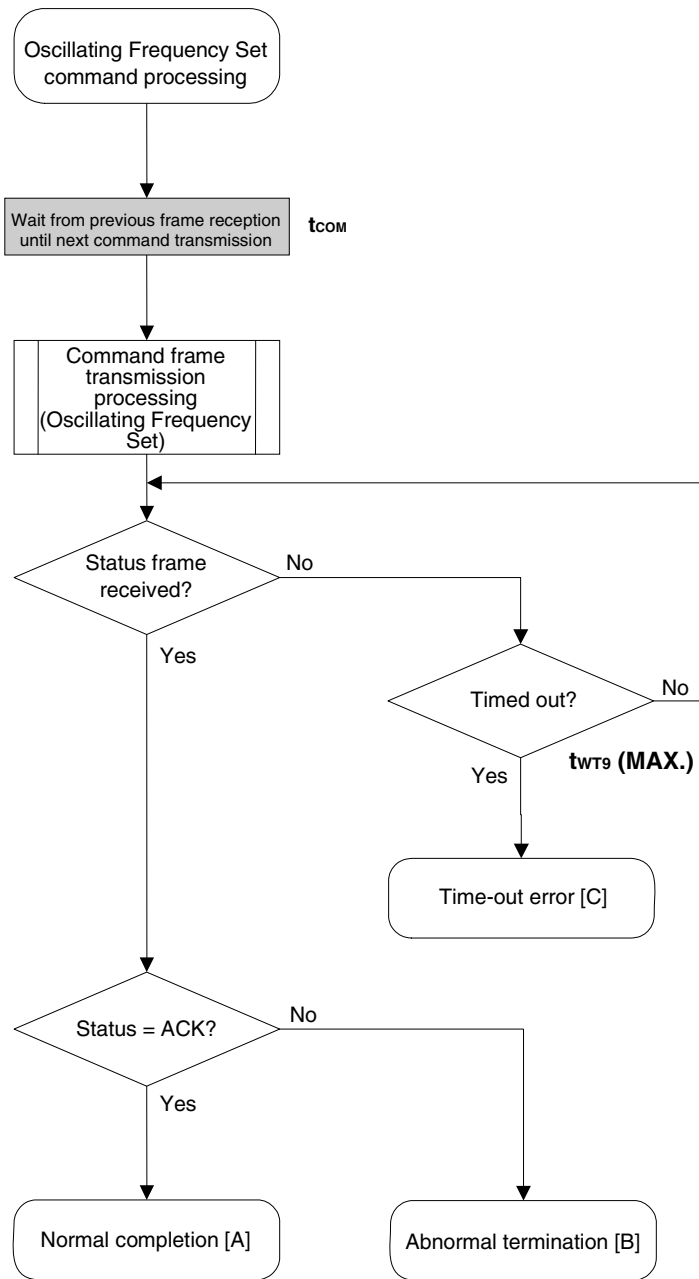 Oscillating Frequency Set
command processing
Wait from previous frame reception
until next command transmission
tCOM
Command frame
transmission
processing
(Oscillating Frequency
Set)
Status frame
received?
No
Yes
Timed out?
No
tWT9 (MAX.)
Yes
Time-out error [C]
Status = ACK?
No
Yes
Normal completion [A]
Abnormal termination [B]